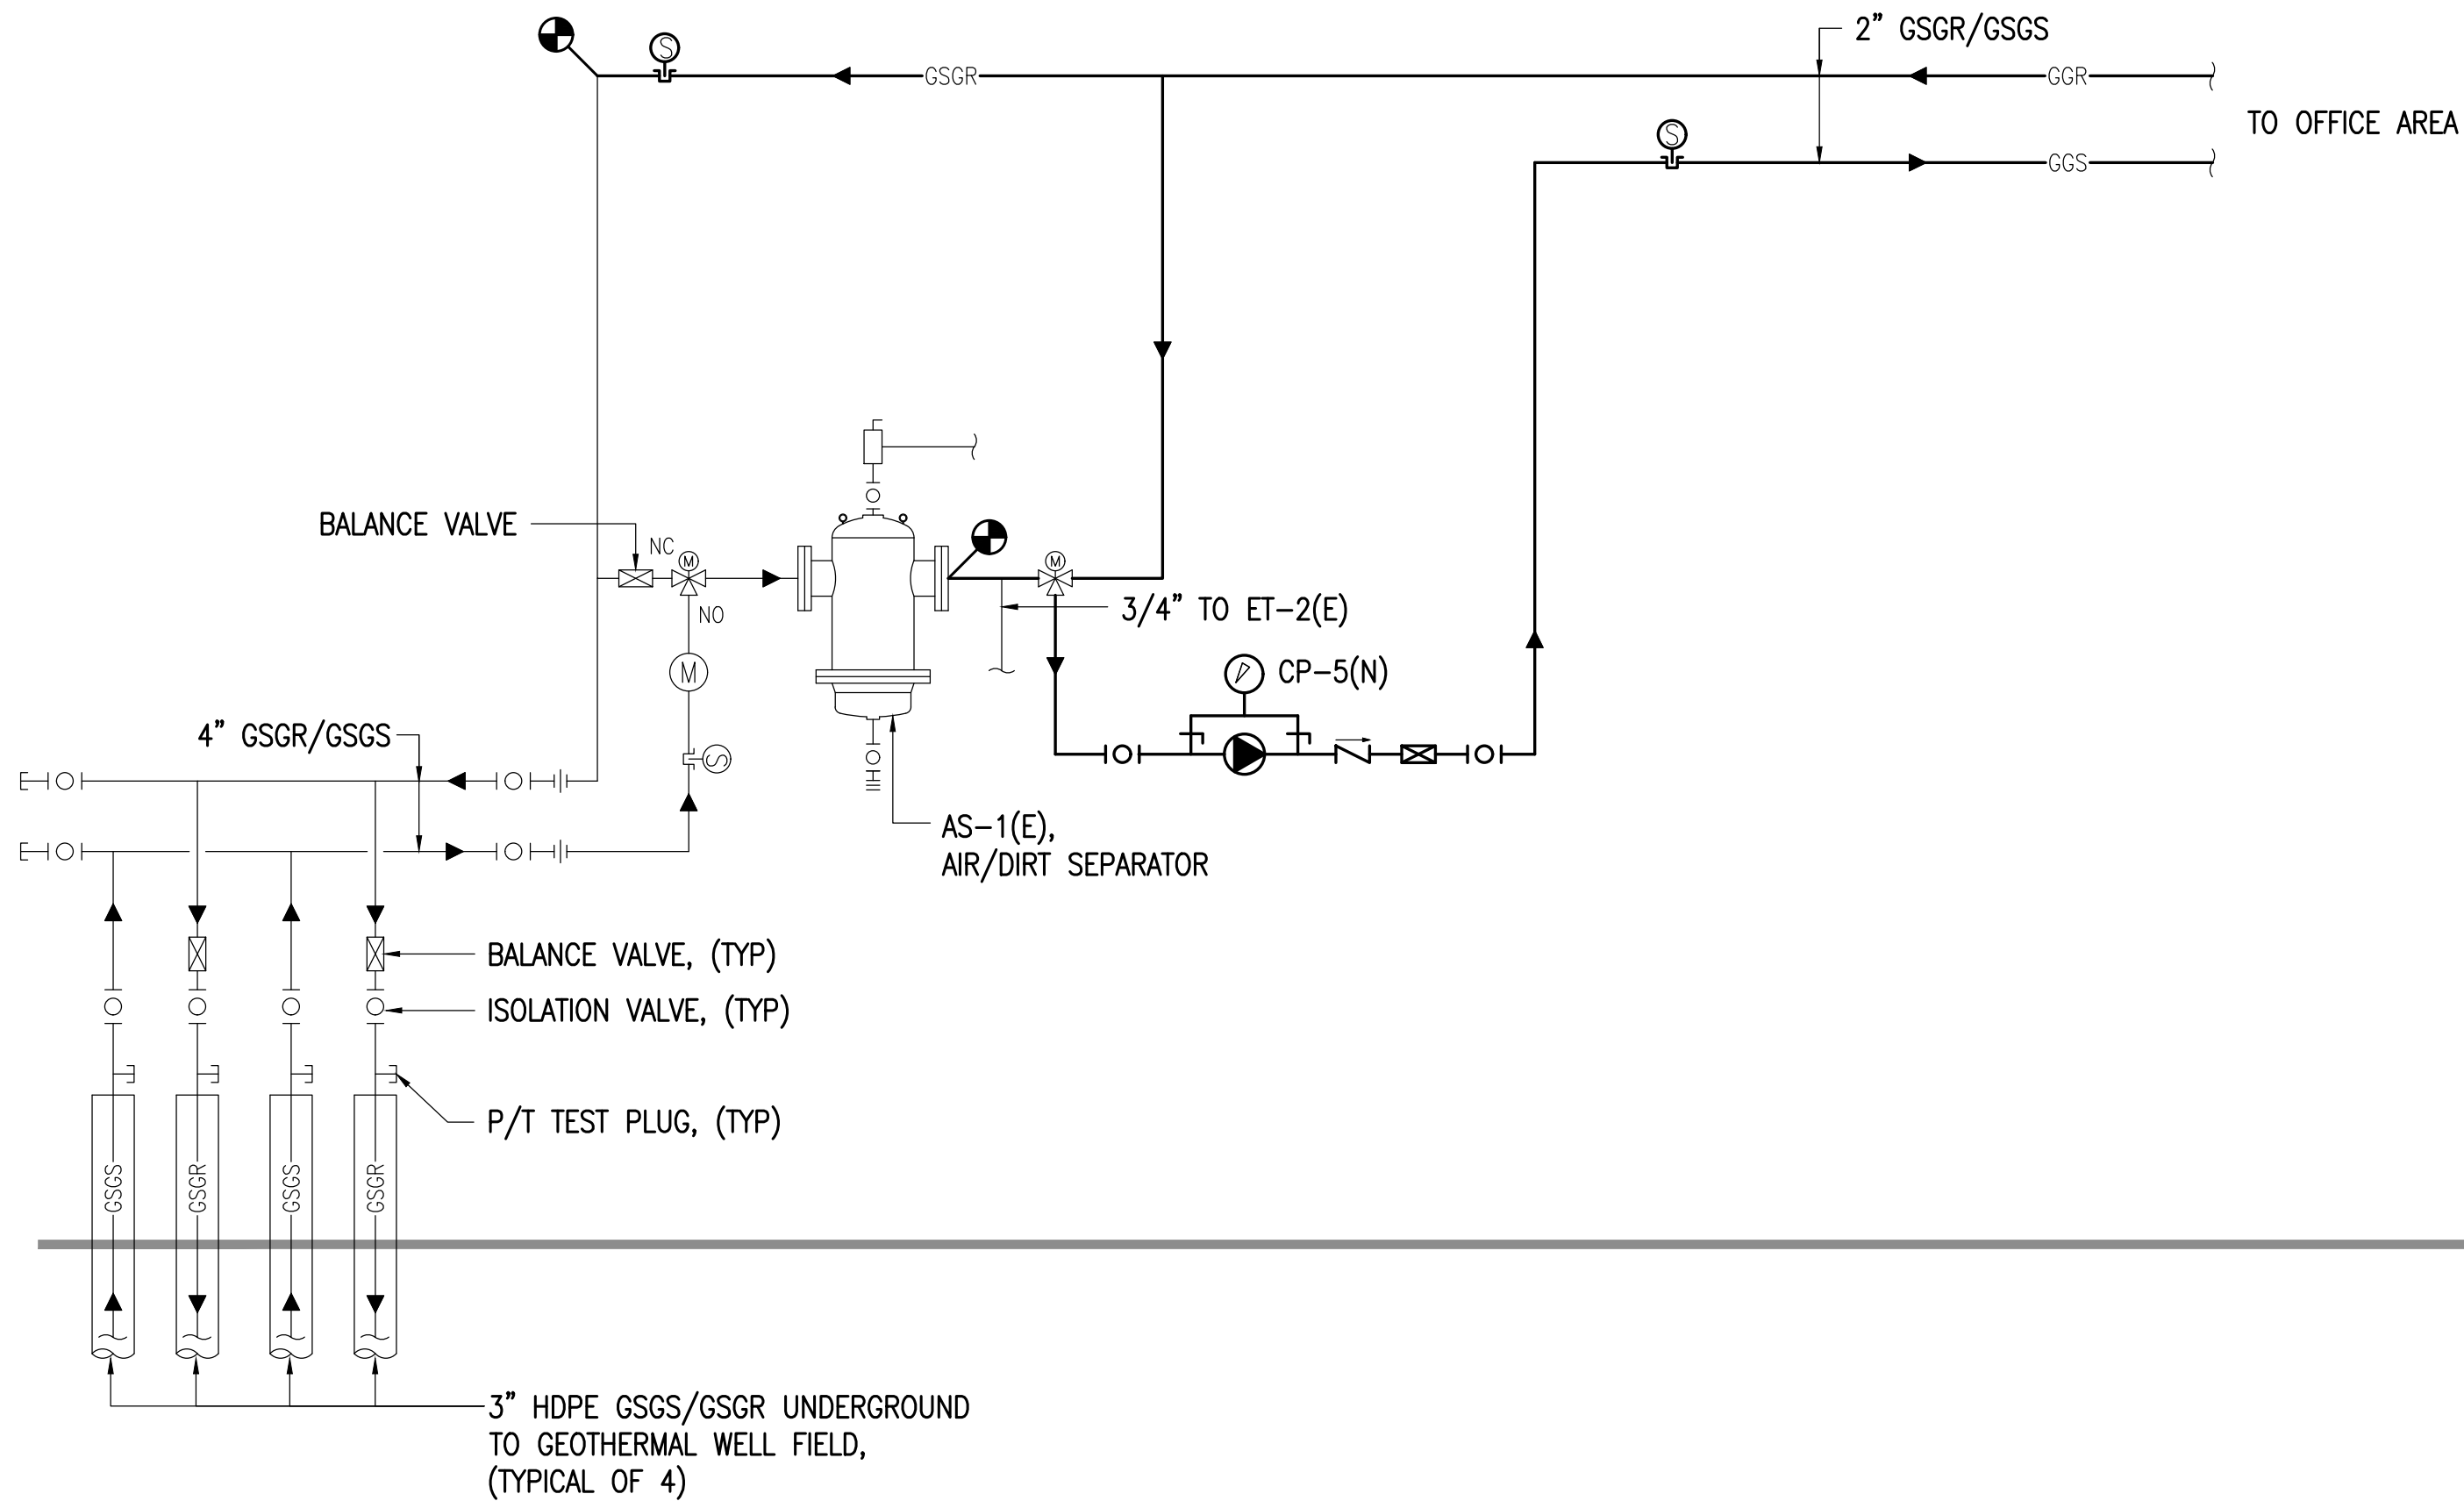 2” GSGR/GSGS
S
GSGR
GGR
TO OFFICE AREA
S
GGS
BALANCE VALVE
NC
M
M
NO
3/4” TO ET-2(E)
M
CP-5(N)
4” GSGR/GSGS
S
AS-1(E),
AIR/DIRT SEPARATOR
BALANCE VALVE, (TYP)
ISOLATION VALVE, (TYP)
P/T TEST PLUG, (TYP)
GSGS
GSGR
GSGS
GSGR
3” HDPE GSGS/GSGR UNDERGROUND
TO GEOTHERMAL WELL FIELD,
(TYPICAL OF 4)